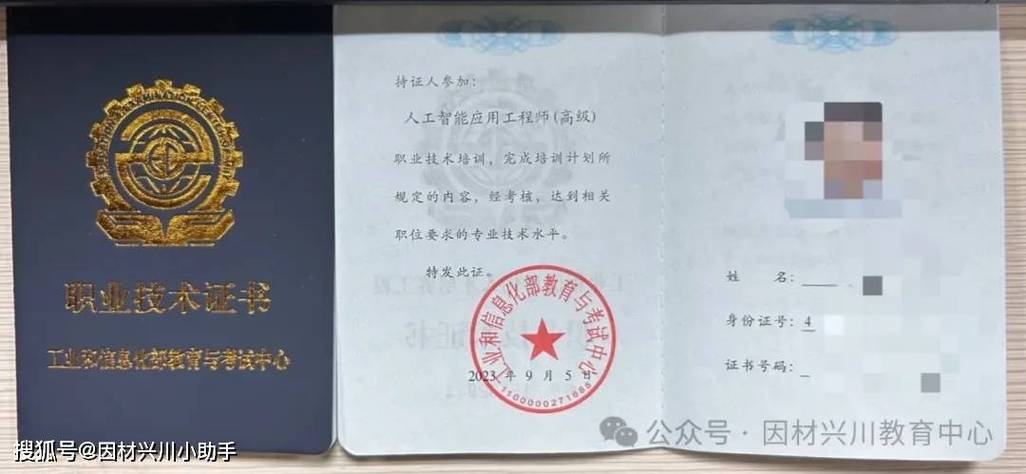 职业技术证书
工业和信息化部教育与考试中心
持证人参加：
人工智能应用工程师(高级)
职业技术培训，完成培训计划所
规定的内容，经考核，达到相关
职位要求的专业技术水平。
特发此证。
工业和信息化部教育与考试中心
2023 年 9 月 5 日
1100000271686
姓 名：
身份证号：4
证书号码：
公众号 · 因材兴川教育中心
搜狐号@因材兴川小助手